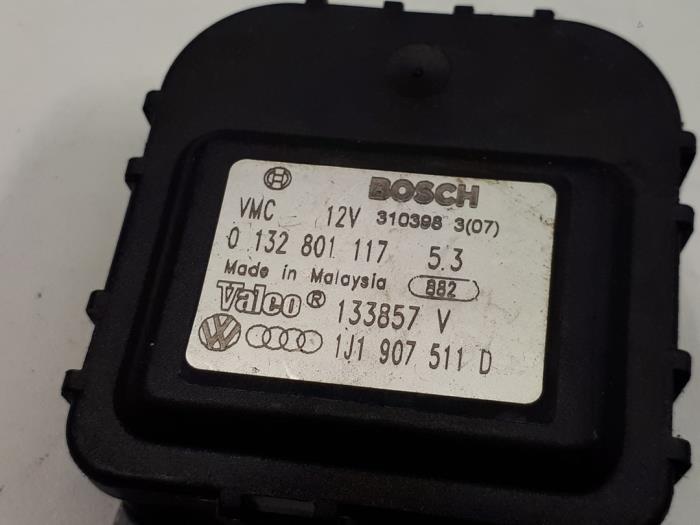 BOSCH
VMC 12V 310398 3(07)
0 132 801 117 5.3
Made in Malaysia 882
Valeo® 133857 V
1J1 907 511 D